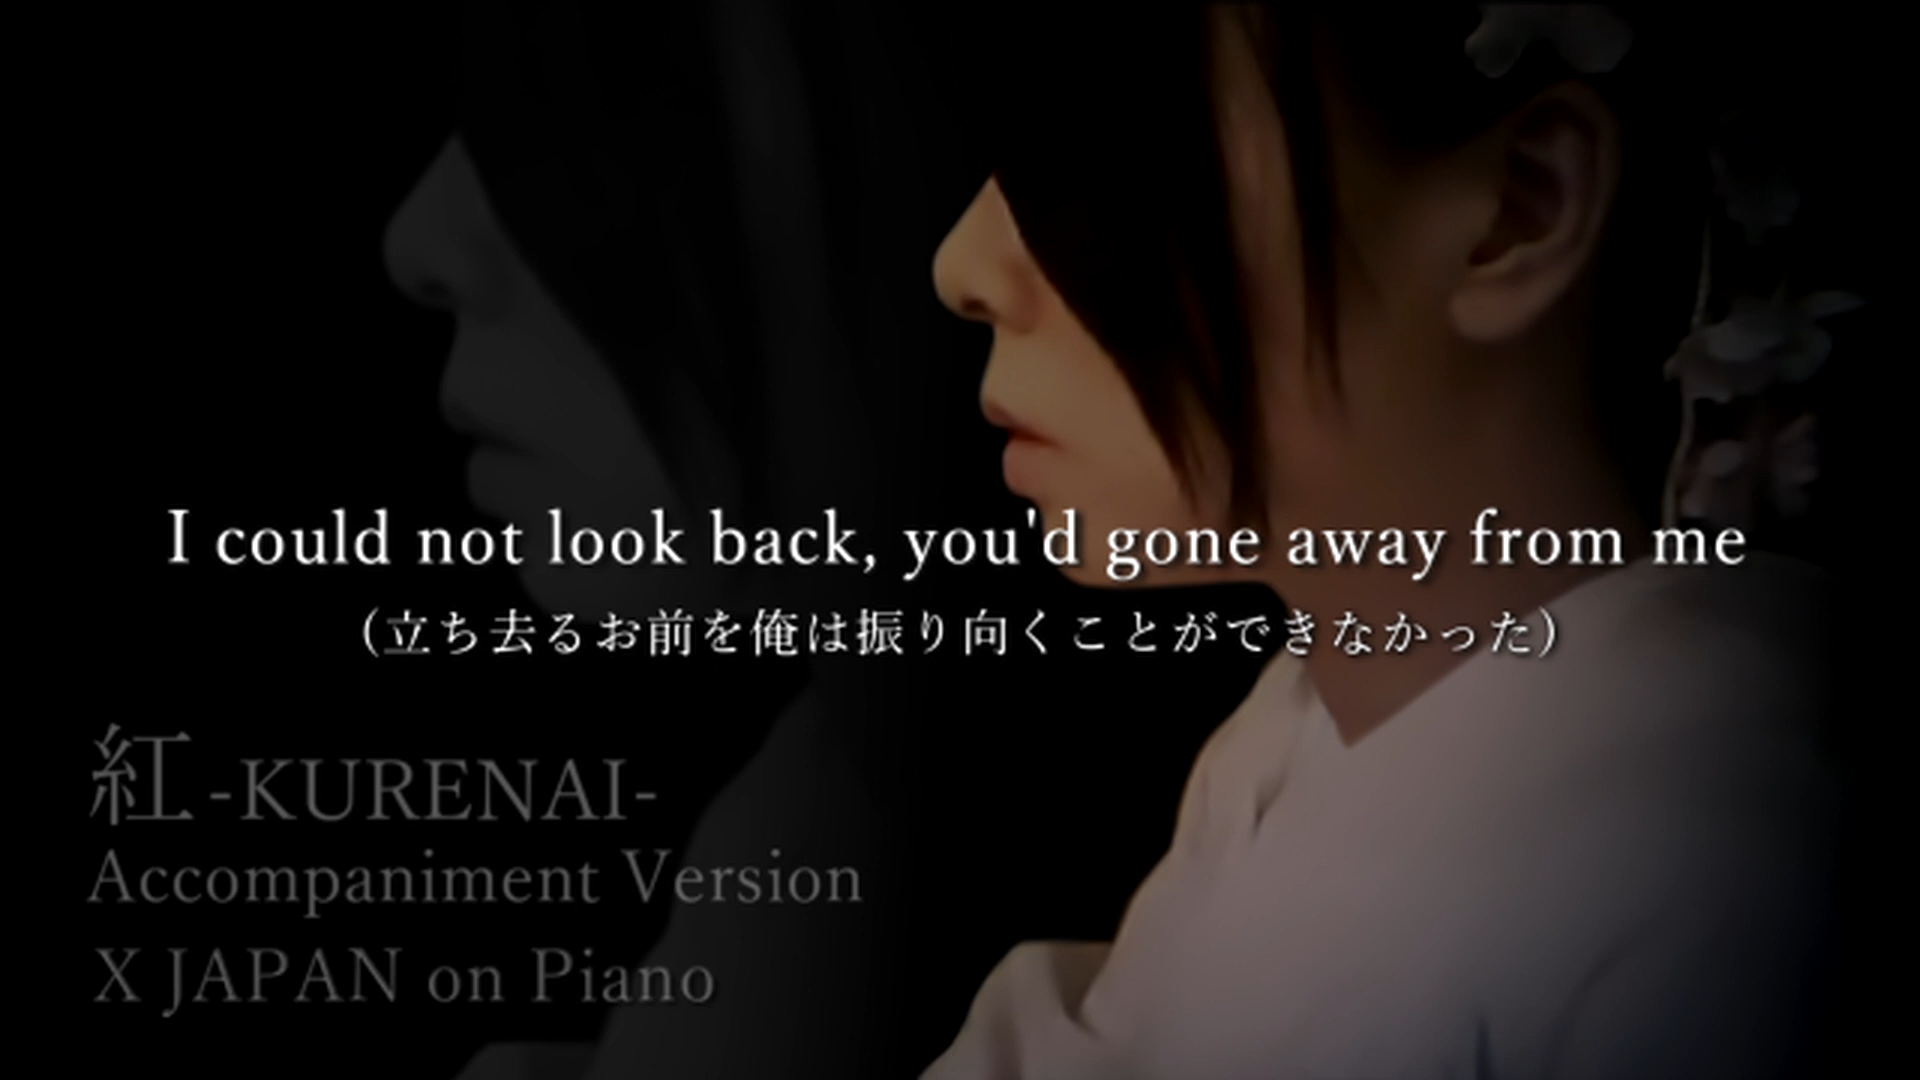 I could not look back, you'd gone away from me
(立ち去るお前を俺は振り向くことができなかった)
紅-KURENAI-
Accompaniment Version
X JAPAN on Piano